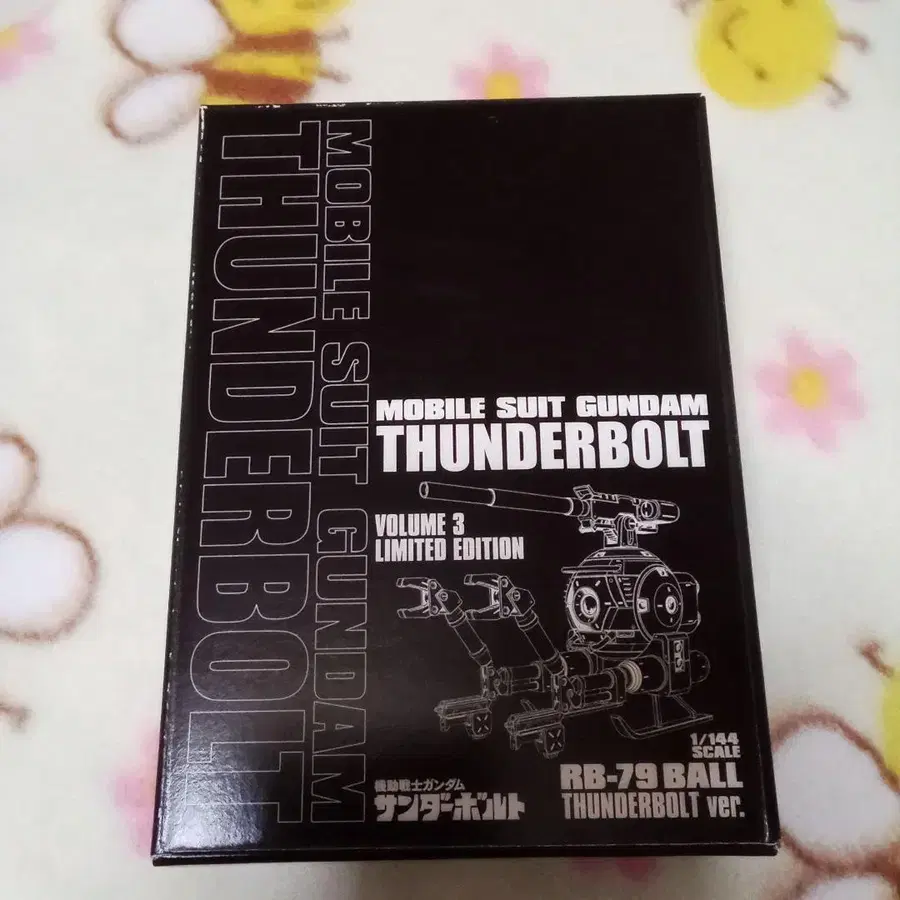 MOBILE SUIT GUNDAM
THUNDERBOLT
MOBILE SUIT GUNDAM
THUNDERBOLT
VOLUME 3
LIMITED EDITION
1/144
SCALE
RB-79 BALL
THUNDERBOLT ver.
機動戦士ガンダム
サンダーボルト